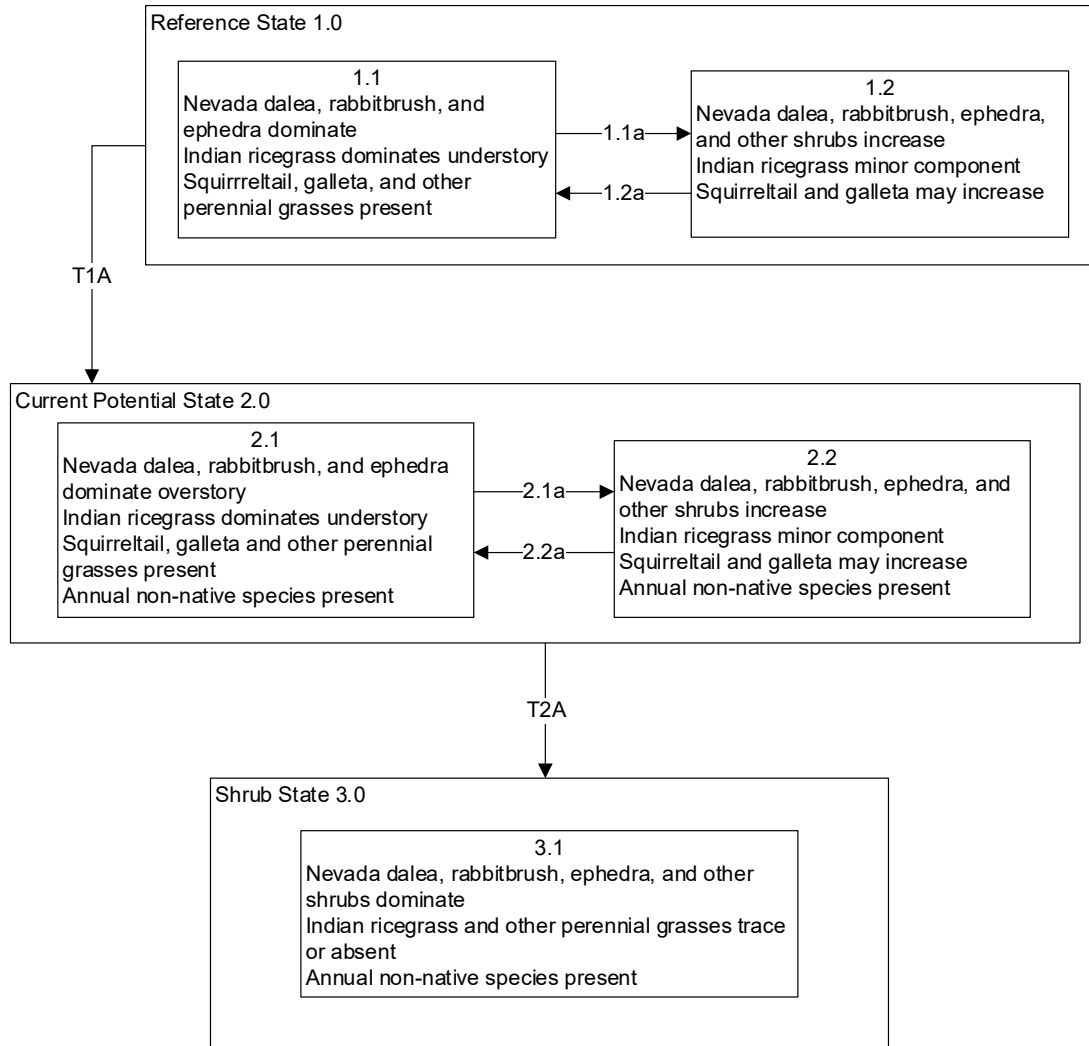 Reference State 1.0
1.1
Nevada dalea, rabbitbrush, and
ephedra dominate
Indian ricegrass dominates understory
Squirrreltail, galleta, and other
perennial grasses present
1.1a
1.2a
1.2
Nevada dalea, rabbitbrush, ephedra,
and other shrubs increase
Indian ricegrass minor component
Squirreltail and galleta may increase
T1A
Current Potential State 2.0
2.1
Nevada dalea, rabbitbrush, and ephedra
dominate overstory
Indian ricegrass dominates understory
Squirreltail, galleta and other perennial
grasses present
Annual non-native species present
2.1a
2.2a
2.2
Nevada dalea, rabbitbrush, ephedra, and
other shrubs increase
Indian ricegrass minor component
Squirreltail and galleta may increase
Annual non-native species present
T2A
Shrub State 3.0
3.1
Nevada dalea, rabbitbrush, ephedra, and other
shrubs dominate
Indian ricegrass and other perennial grasses trace
or absent
Annual non-native species present